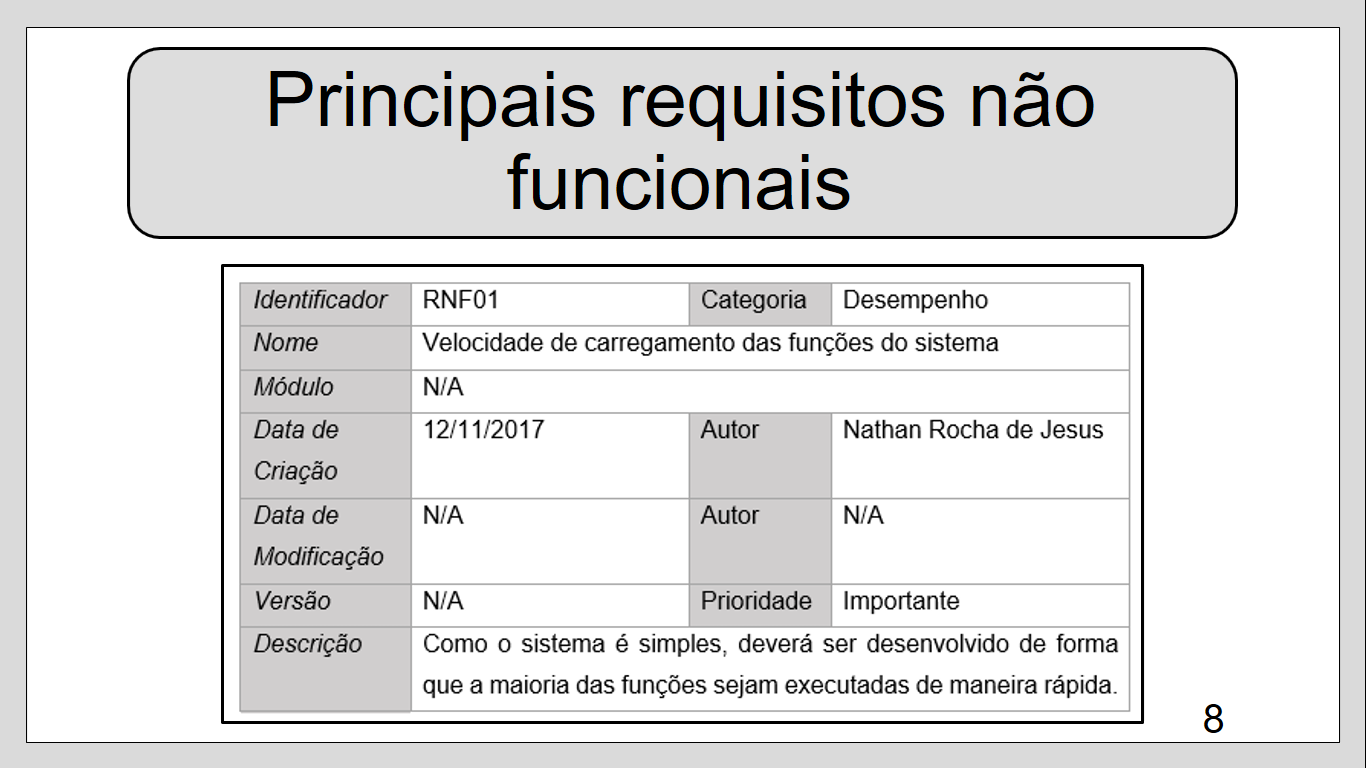 Principais requisitos não
funcionais
Identificador RNF01 Categoria Desempenho
Nome Velocidade de carregamento das funções do sistema
Módulo N/A
Data de 12/11/2017 Autor Nathan Rocha de Jesus
Criação
Data de N/A Autor N/A
Modificação
Versão N/A Prioridade Importante
Descrição Como o sistema é simples, deverá ser desenvolvido de forma
que a maioria das funções sejam executadas de maneira rápida.
8